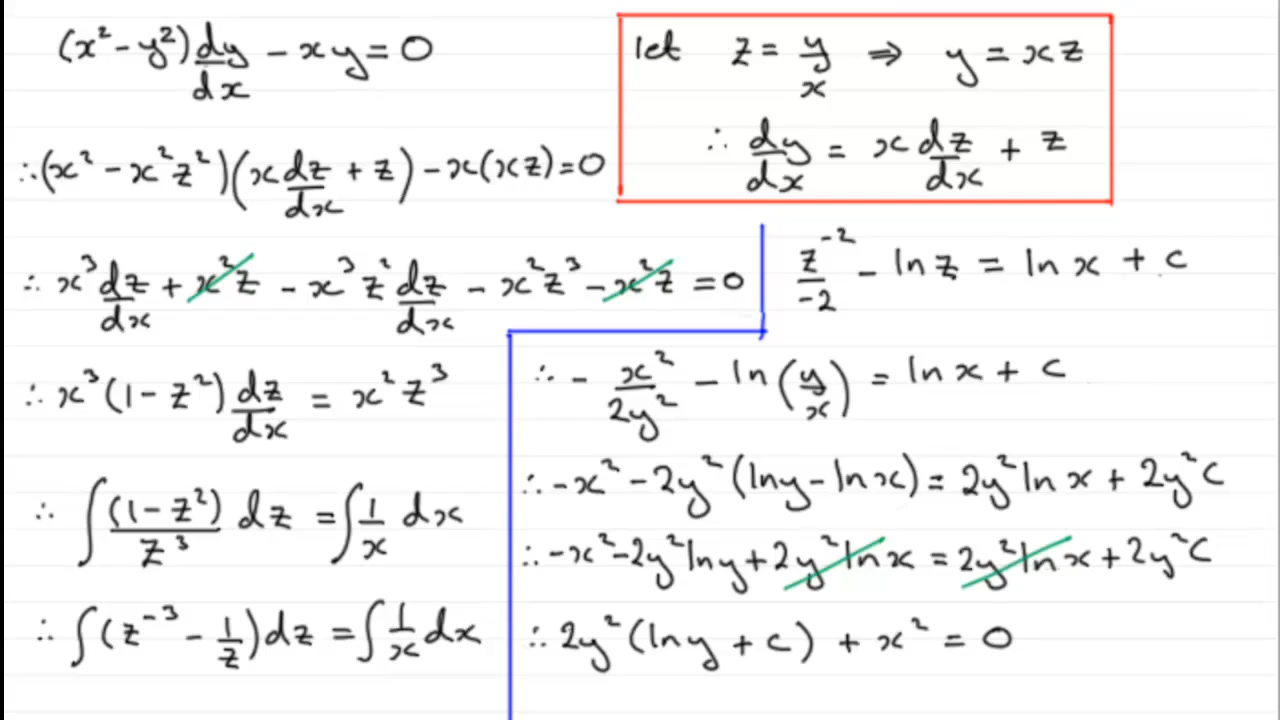 (x² - y²) dy/dx - xy = 0
let z = y/x ⇒ y = xz
∴ dy/dx = x dz/dx + z
∴ (x² - x²z²)(x dz/dx + z) - x(xz) = 0
∴ x³ dz/dx + x²z - x³z² dz/dx - x²z³ - x²z = 0
∴ x³(1 - z²) dz/dx = x²z³
∴ ∫ (1 - z²)/z³ dz = ∫ 1/x dx
∴ ∫ (z⁻³ - 1/z) dz = ∫ 1/x dx
z⁻²/-2 - ln z = ln x + c
∴ - x²/2y² - ln(y/x) = ln x + c
∴ -x² - 2y²(ln y - ln x) = 2y² ln x + 2y²c
∴ -x² - 2y² ln y + 2y² ln x = 2y² ln x + 2y²c
∴ 2y²(ln y + c) + x² = 0